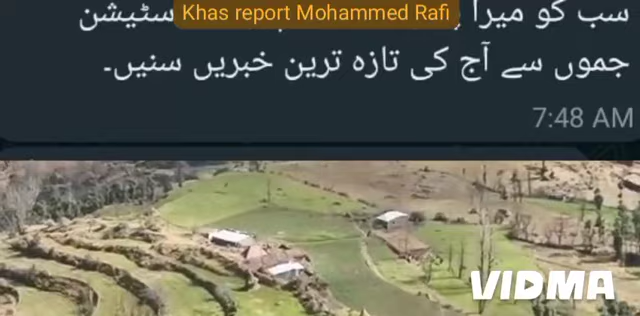 Khas report Mohammed Rafi
سب کو میرا سٹیشن
جموں سے آج کی تازہ ترین خبریں سنیں۔
7:48 AM
VIDMA